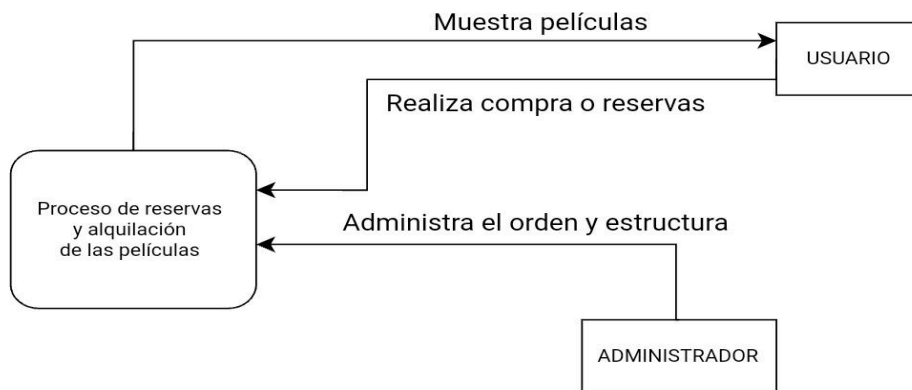 Muestra películas
USUARIO
Realiza compra o reservas
Proceso de reservas
y alquilación
de las películas
Administra el orden y estructura
ADMINISTRADOR